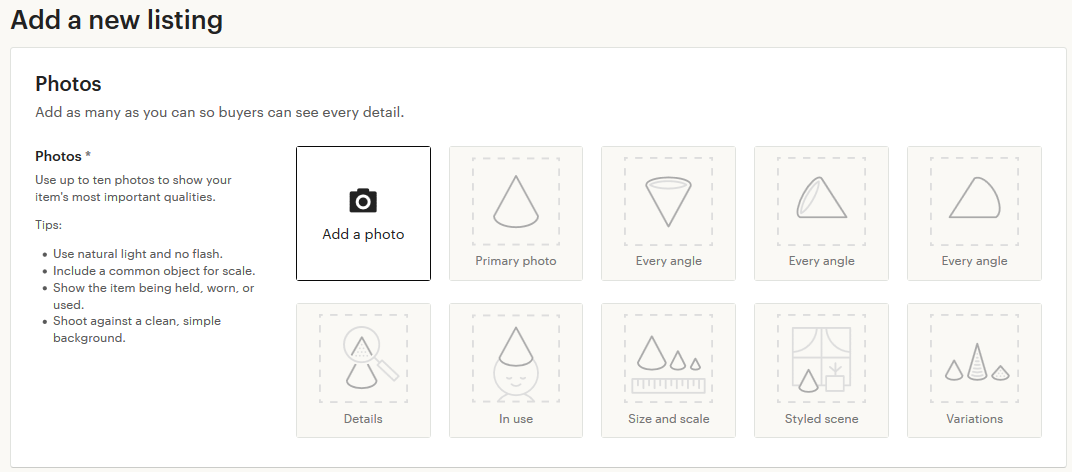 Add a new listing
Photos
Add as many as you can so buyers can see every detail.
Photos *
Use up to ten photos to show your
item's most important qualities.
Tips:
• Use natural light and no flash.
• Include a common object for scale.
• Show the item being held, worn, or
used.
• Shoot against a clean, simple
background.
Add a photo
Primary photo
Every angle
Every angle
Every angle
Details
In use
Size and scale
Styled scene
Variations